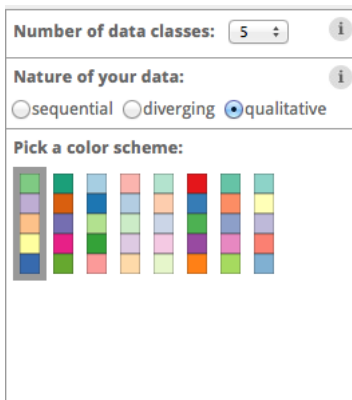 Number of data classes: 5 i
Nature of your data: i
sequential diverging qualitative
Pick a color scheme: